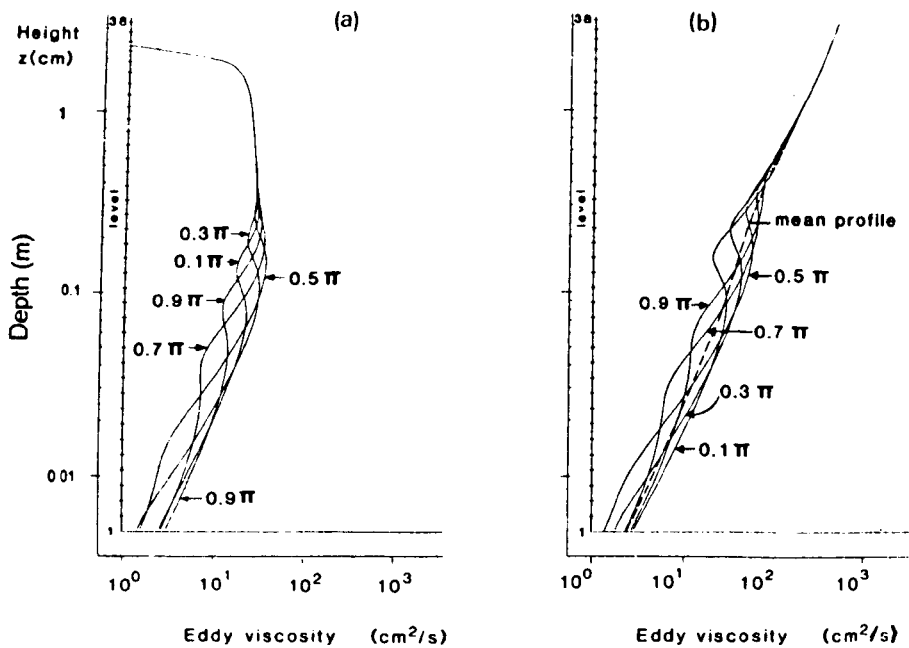 (a)
(b)
38
38
Height
z(cm)
1
level
level
Depth (m)
0.3 π
0.1 π
0.5 π
0.1
0.9 π
0.7 π
mean profile
0.5 π
0.9 π
0.7 π
0.3 π
0.1 π
0.01
0.9 π
1
1
10⁰ 10¹ 10² 10³
10⁰ 10¹ 10² 10³
Eddy viscosity (cm²/s)
Eddy viscosity (cm²/s)